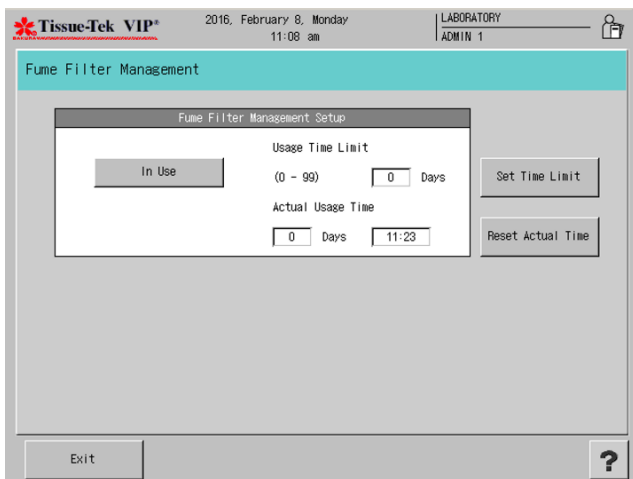 Tissue-Tek VIP®
2016, February 8, Monday
11:08 am
LABORATORY
ADMIN 1
Fume Filter Management
Fume Filter Management Setup
In Use
Usage Time Limit
(0 - 99) 0 Days
Actual Usage Time
0 Days 11:23
Set Time Limit
Reset Actual Time
Exit
?